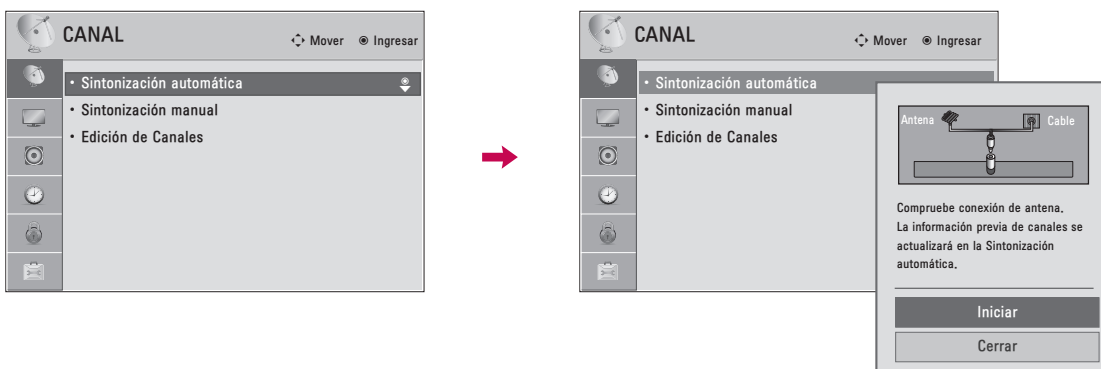 CANAL
Mover Ingresar
• Sintonización automática
• Sintonización manual
• Edición de Canales
CANAL
Mover Ingresar
• Sintonización automática
• Sintonización manual
• Edición de Canales
Antena Cable
Compruebe conexión de antena.
La información previa de canales se
actualizará en la Sintonización
automática.
Iniciar
Cerrar